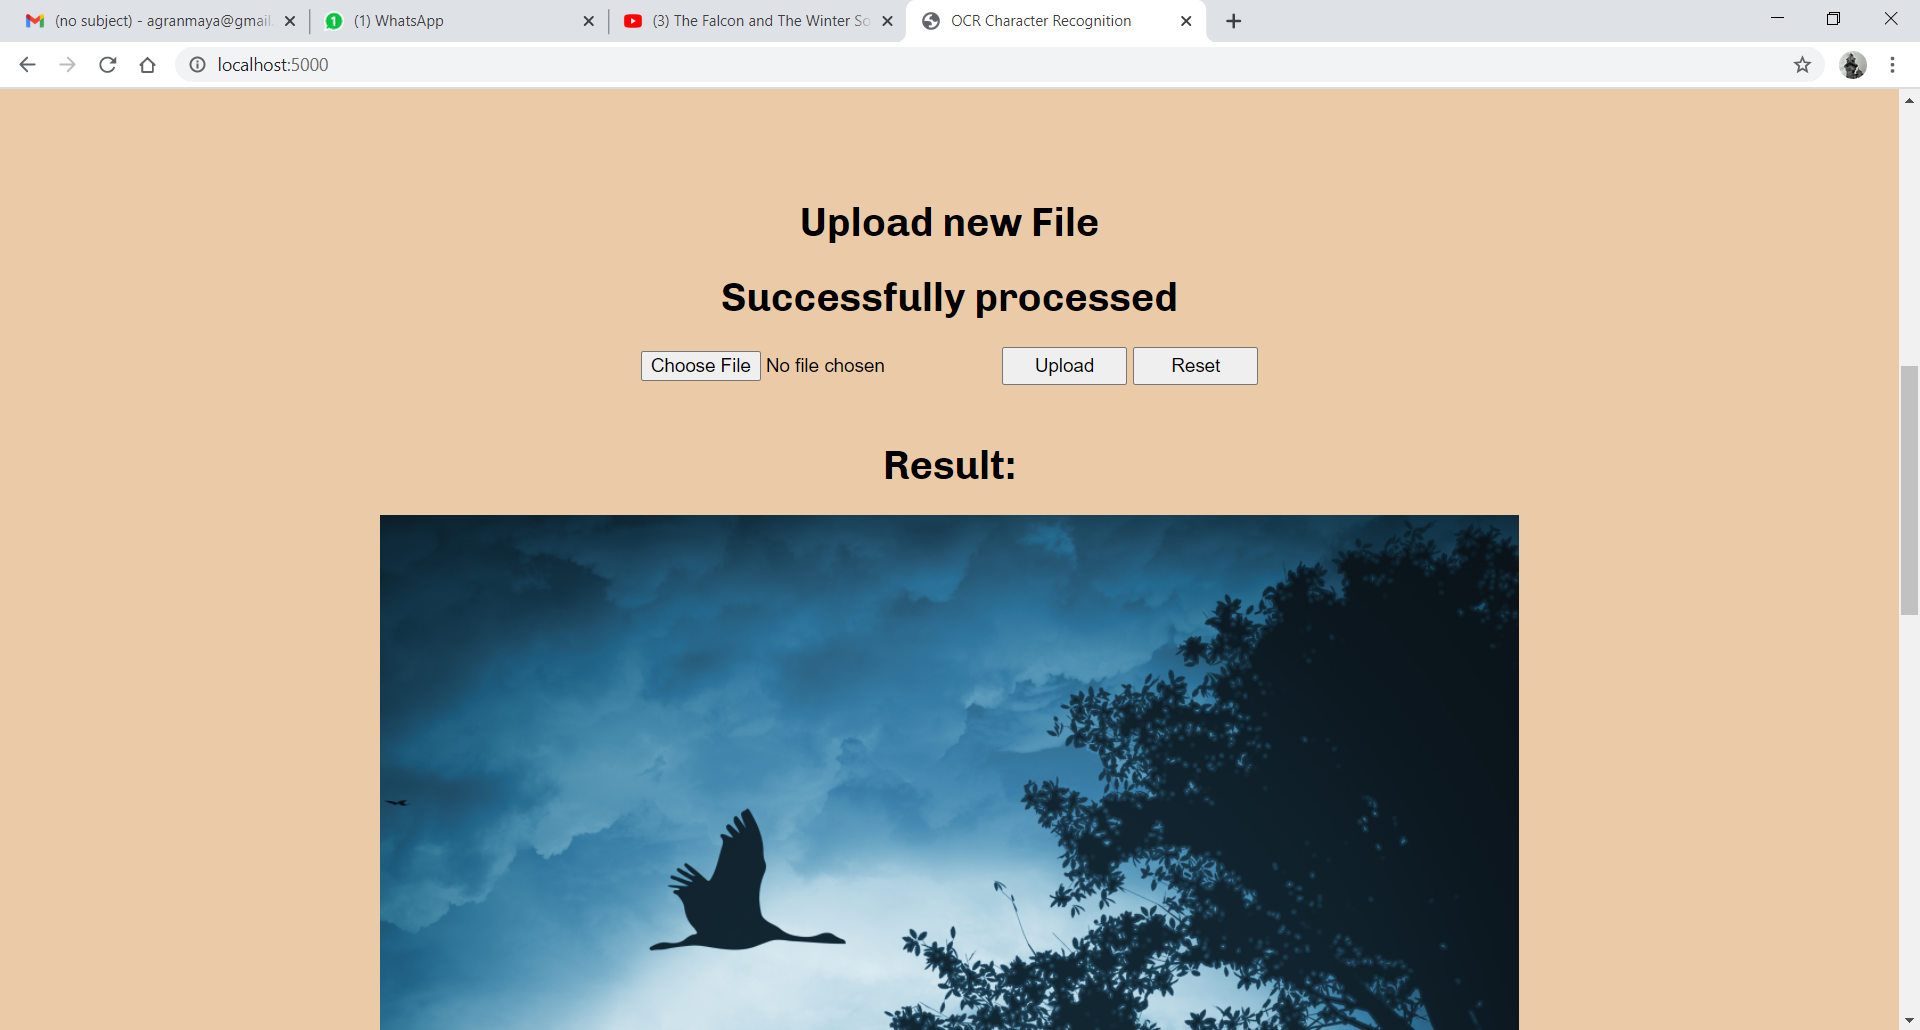 (no subject) - agranmaya@gmail.
(1) WhatsApp
(3) The Falcon and The Winter So
OCR Character Recognition
localhost:5000
Upload new File
Successfully processed
Choose File No file chosen Upload Reset
Result: